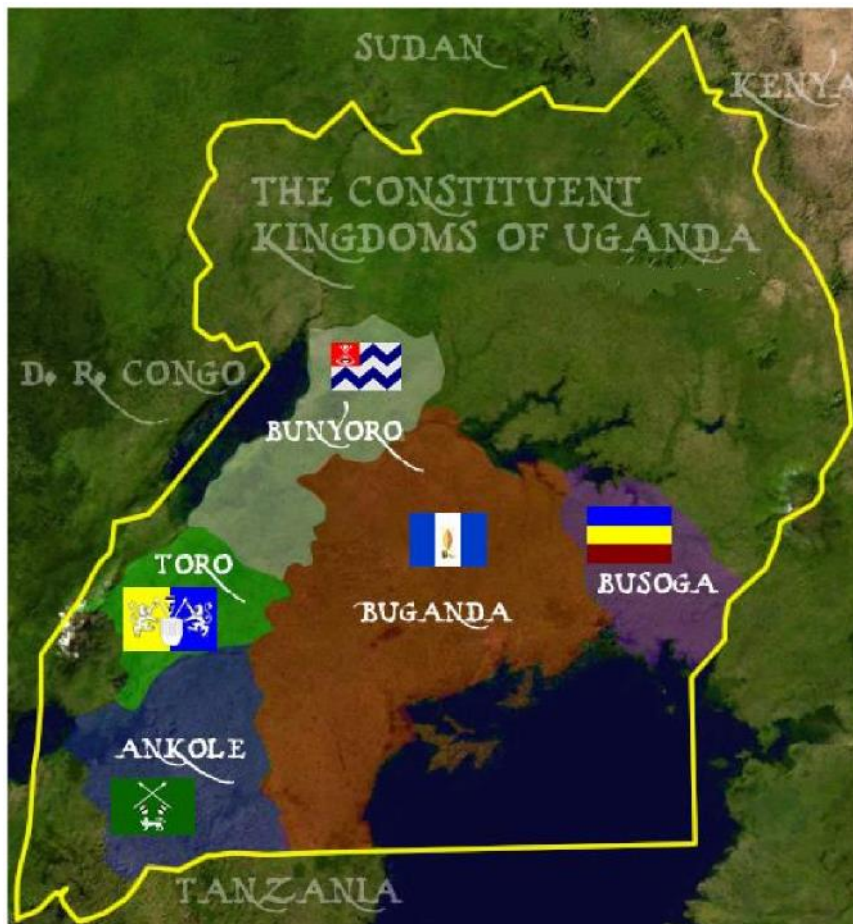 SUDAN
KENYA
THE CONSTITUENT
KINGDOMS OF UGANDA
D. R. CONGO
BUNYORO
TORO
BUSOGA
BUGANDA
ANKOLE
TANZANIA